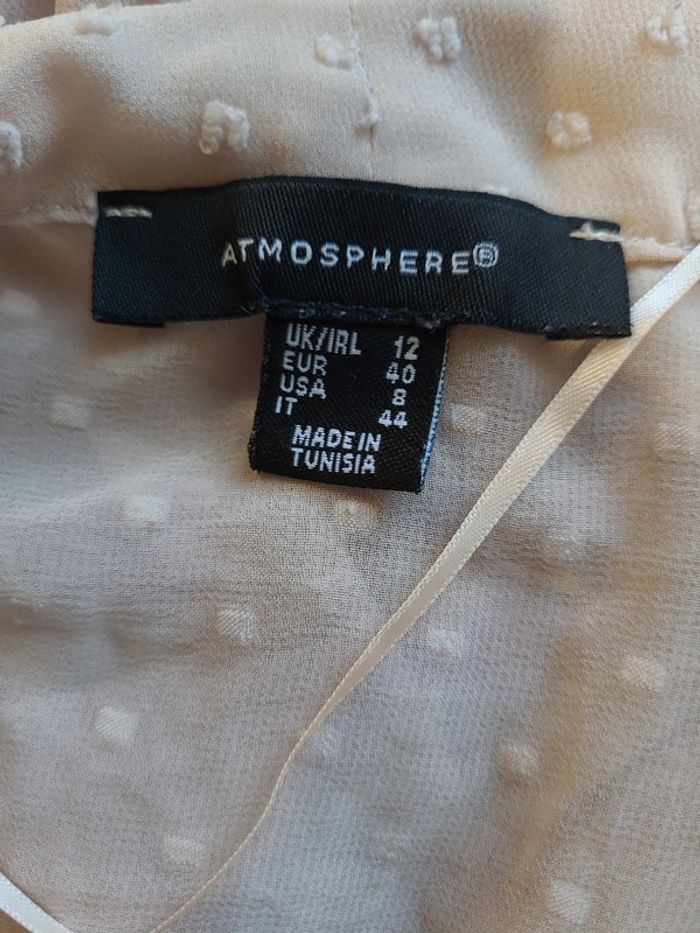 ATMOSPHERE®
UK/IRL 12
EUR 40
USA 8
IT 44
MADE IN
TUNISIA